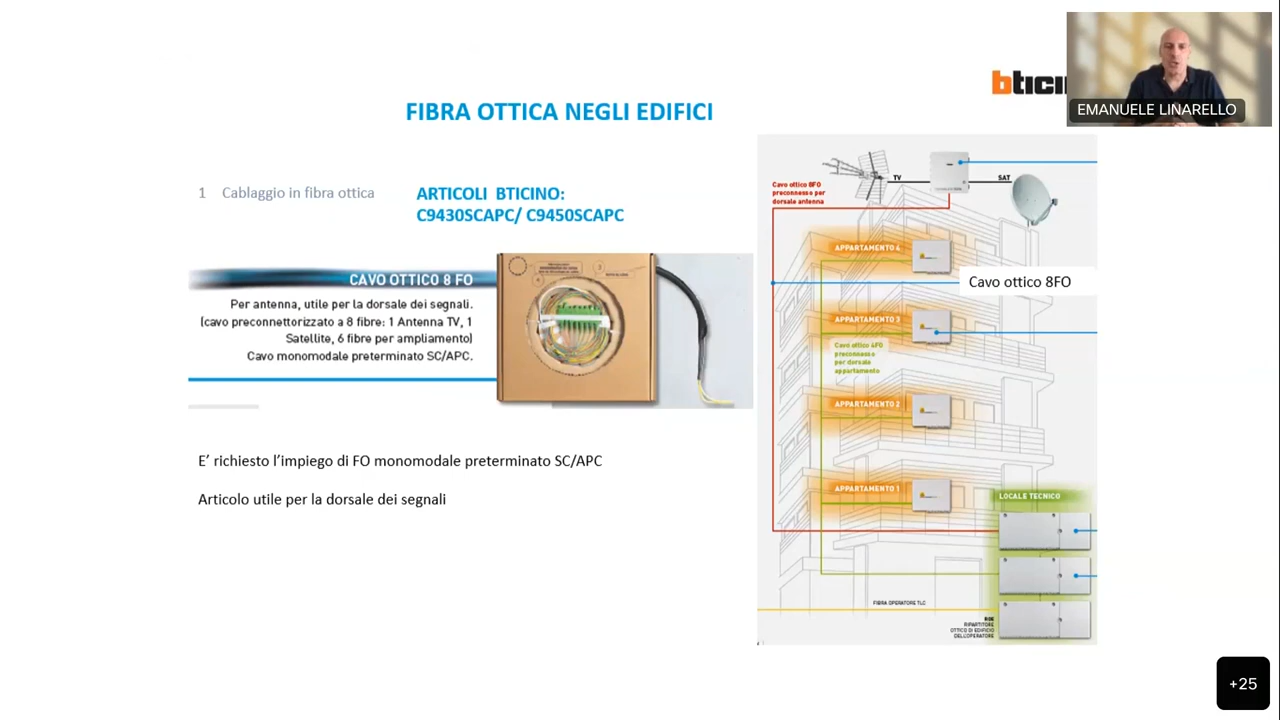 bticin
EMANUELE LINARELLO
FIBRA OTTICA NEGLI EDIFICI
1 Cablaggio in fibra ottica
ARTICOLI BTICINO:
C9430SCAPC/ C9450SCAPC
CAVO OTTICO 8 FO
Per antenna, utile per la dorsale dei segnali.
(cavo preconnettorizzato a 8 fibre: 1 Antenna TV, 1
Satellite, 6 fibre per ampliamento)
Cavo monomodale preterminato SC/APC.
E’ richiesto l’impiego di FO monomodale preterminato SC/APC
Articolo utile per la dorsale dei segnali
TV
SAT
Cavo ottico 8FO
preconnesso per
dorsale antenna
APPARTAMENTO 4
Cavo ottico 8FO
APPARTAMENTO 3
Cavo ottico 4FO
preconnesso
per dorsale
appartamento
APPARTAMENTO 2
APPARTAMENTO 1
LOCALE TECNICO
FIBRA OPERATORE TLC
ROE
RIPARTITORE
OTTICO DI EDIFICIO
DELL'OPERATORE
+25